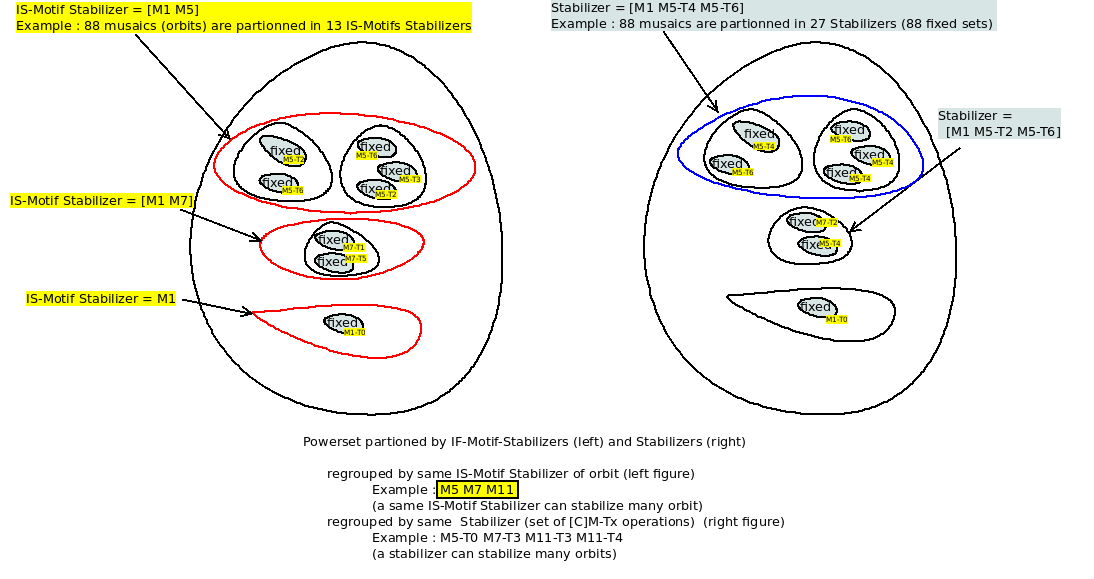 IS-Motif Stabilizer = [M1 M5]
Example : 88 musaics (orbits) are partionned in 13 IS-Motifs Stabilizers
Stabilizer = [M1 M5-T4 M5-T6]
Example : 88 musaics are partionned in 27 Stabilizers (88 fixed sets)
fixed
M5-T2
fixed
M5-T6
fixed
M5-T6
fixed
M5-T3
fixed
M5-T2
IS-Motif Stabilizer = [M1 M7]
fixed
M7-T1
fixed
M7-T5
IS-Motif Stabilizer = M1
fixed
M1-T0
fixed
M5-T4
fixed
M5-T6
fixed
M5-T6
fixed
M5-T4
fixed
M5-T4
Stabilizer =
[M1 M5-T2 M5-T6]
fixed
M7-T2
fixed
M5-T4
fixed
M1-T0
Powerset partioned by IF-Motif-Stabilizers (left) and Stabilizers (right)
regrouped by same IS-Motif Stabilizer of orbit (left figure)
Example : M5 M7 M11
(a same IS-Motif Stabilizer can stabilize many orbit)
regrouped by same Stabilizer (set of [C]M-Tx operations) (right figure)
Example : M5-T0 M7-T3 M11-T3 M11-T4
(a stabilizer can stabilize many orbits)